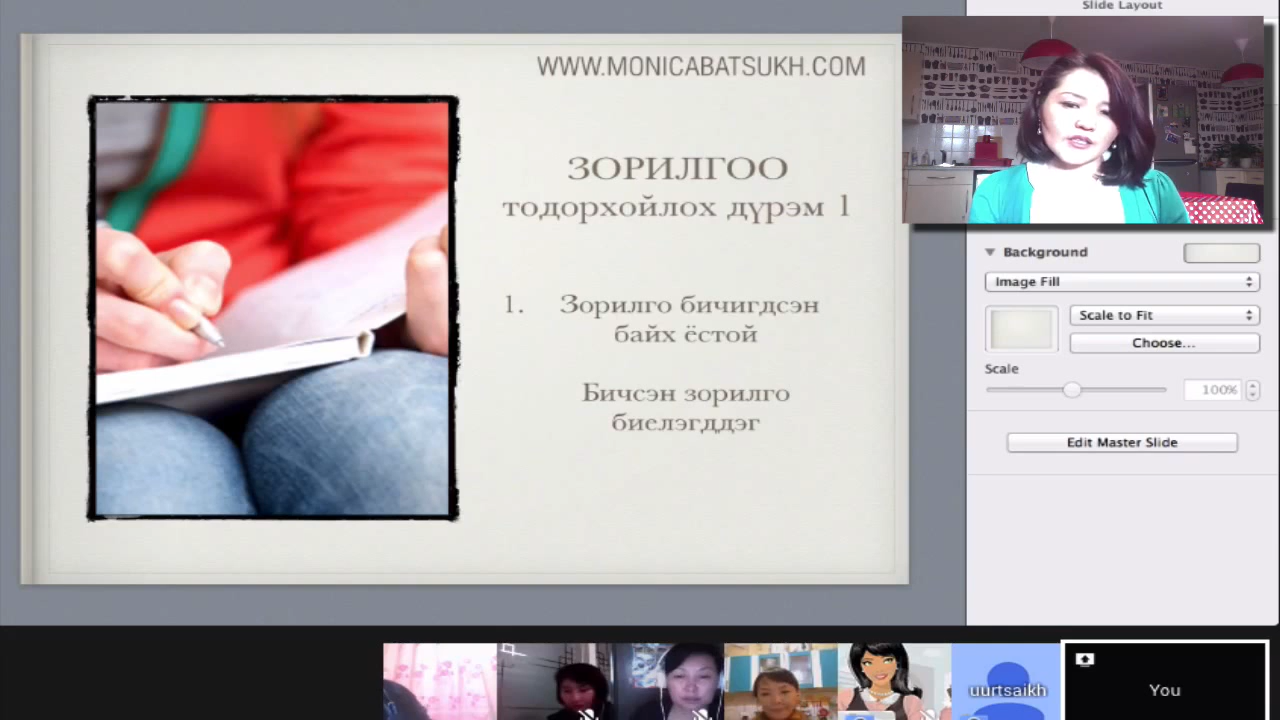 Slide Layout
WWW.MONICABATSUKH.COM
ЗОРИЛГОО
тодорхойлох дүрэм 1
1. Зорилго бичигдсэн
байх ёстой
Бичсэн зорилго
биелэгддэг
Background
Image Fill
Scale to Fit
Choose...
Scale
100%
Edit Master Slide
uurtsaikh
You